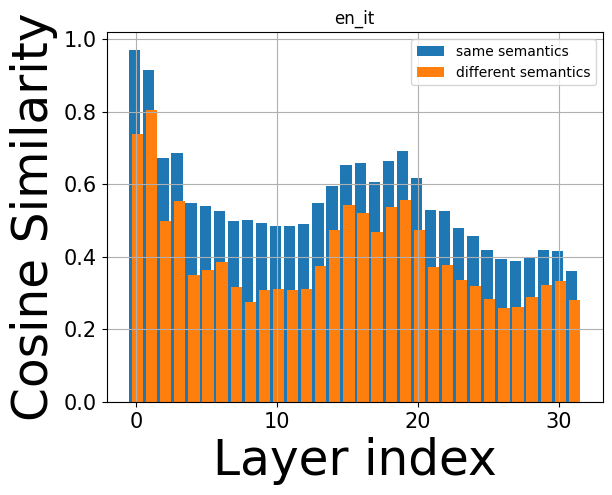 en_it
same semantics
different semantics
Cosine Similarity
1.0
0.8
0.6
0.4
0.2
0.0
0 10 20 30
Layer index